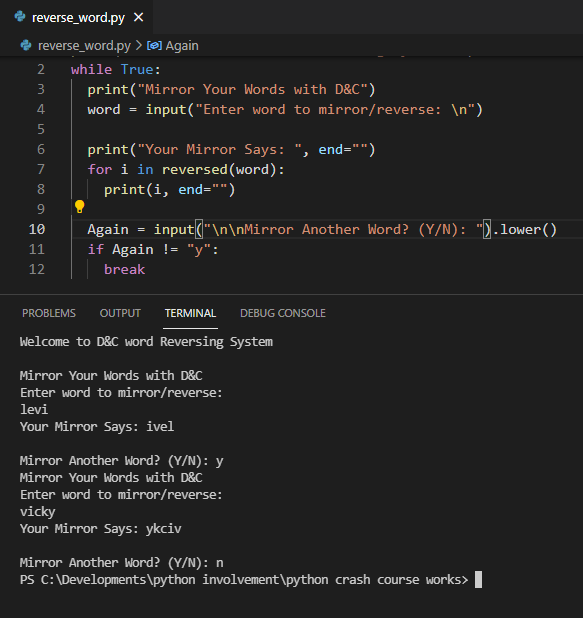 reverse_word.py ×
reverse_word.py > Again
2 while True:
3 print("Mirror Your Words with D&C")
4 word = input("Enter word to mirror/reverse: \n")
5
6 print("Your Mirror Says: ", end="")
7 for i in reversed(word):
8 print(i, end="")
9
10 Again = input("\n\nMirror Another Word? (Y/N): ").lower()
11 if Again != "y":
12 break
PROBLEMS OUTPUT TERMINAL DEBUG CONSOLE
Welcome to D&C word Reversing System
Mirror Your Words with D&C
Enter word to mirror/reverse:
levi
Your Mirror Says: ivel
Mirror Another Word? (Y/N): y
Mirror Your Words with D&C
Enter word to mirror/reverse:
vicky
Your Mirror Says: ykciv
Mirror Another Word? (Y/N): n
PS C:\Developments\python involvement\python crash course works>